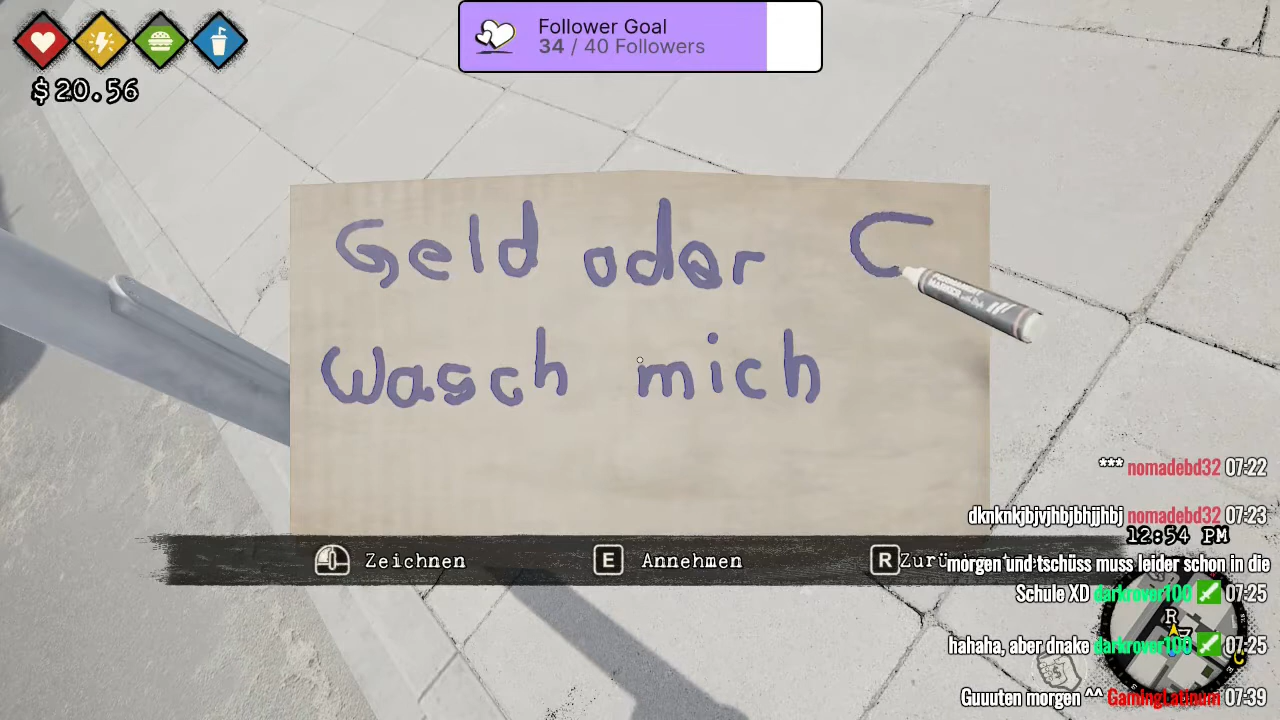 Follower Goal
34 / 40 Followers
$20.56
Geld oder C
Wasch mich
*** nomadebd32 07:22
dknknkjbjvjhbjbhjjhbj nomadebd32 07:23
12:54 PM
Zeichnen
E Annehmen
R
morgen und tschüss muss leider schon in die
Schule XD darkrover100 07:25
R
hahaha, aber dnake darkrover100 07:25
Guuuten morgen ^^ GamingLatinum 07:39